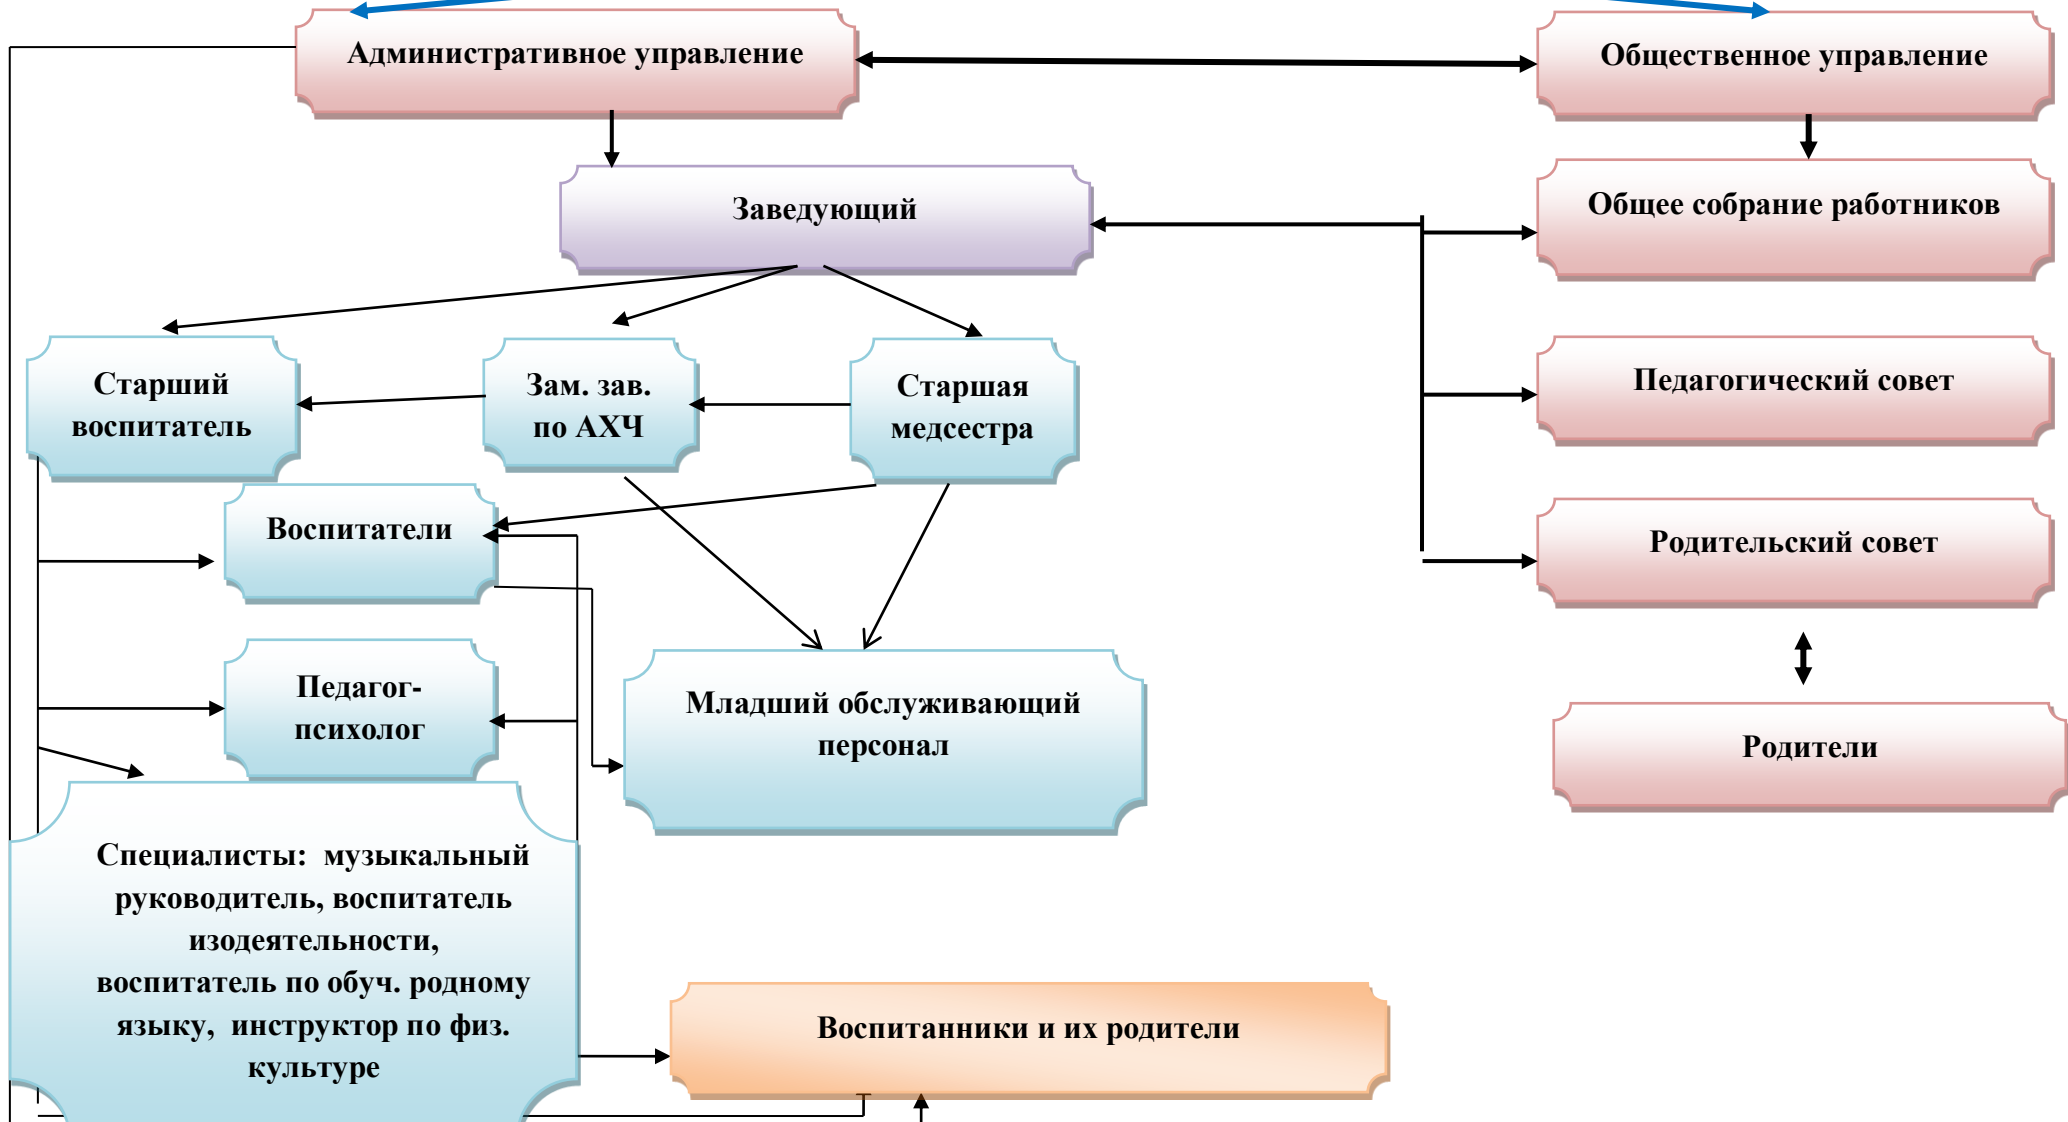 Административное управление
Общественное управление
Заведующий
Общее собрание работников
Старший
воспитатель
Зам. зав.
по АХЧ
Старшая
медсестра
Педагогический совет
Воспитатели
Родительский совет
Педагог-
психолог
Младший обслуживающий
персонал
Родители
Специалисты: музыкальный
руководитель, воспитатель
изодеятельности,
воспитатель по обуч. родному
языку, инструктор по физ.
культуре
Воспитанники и их родители